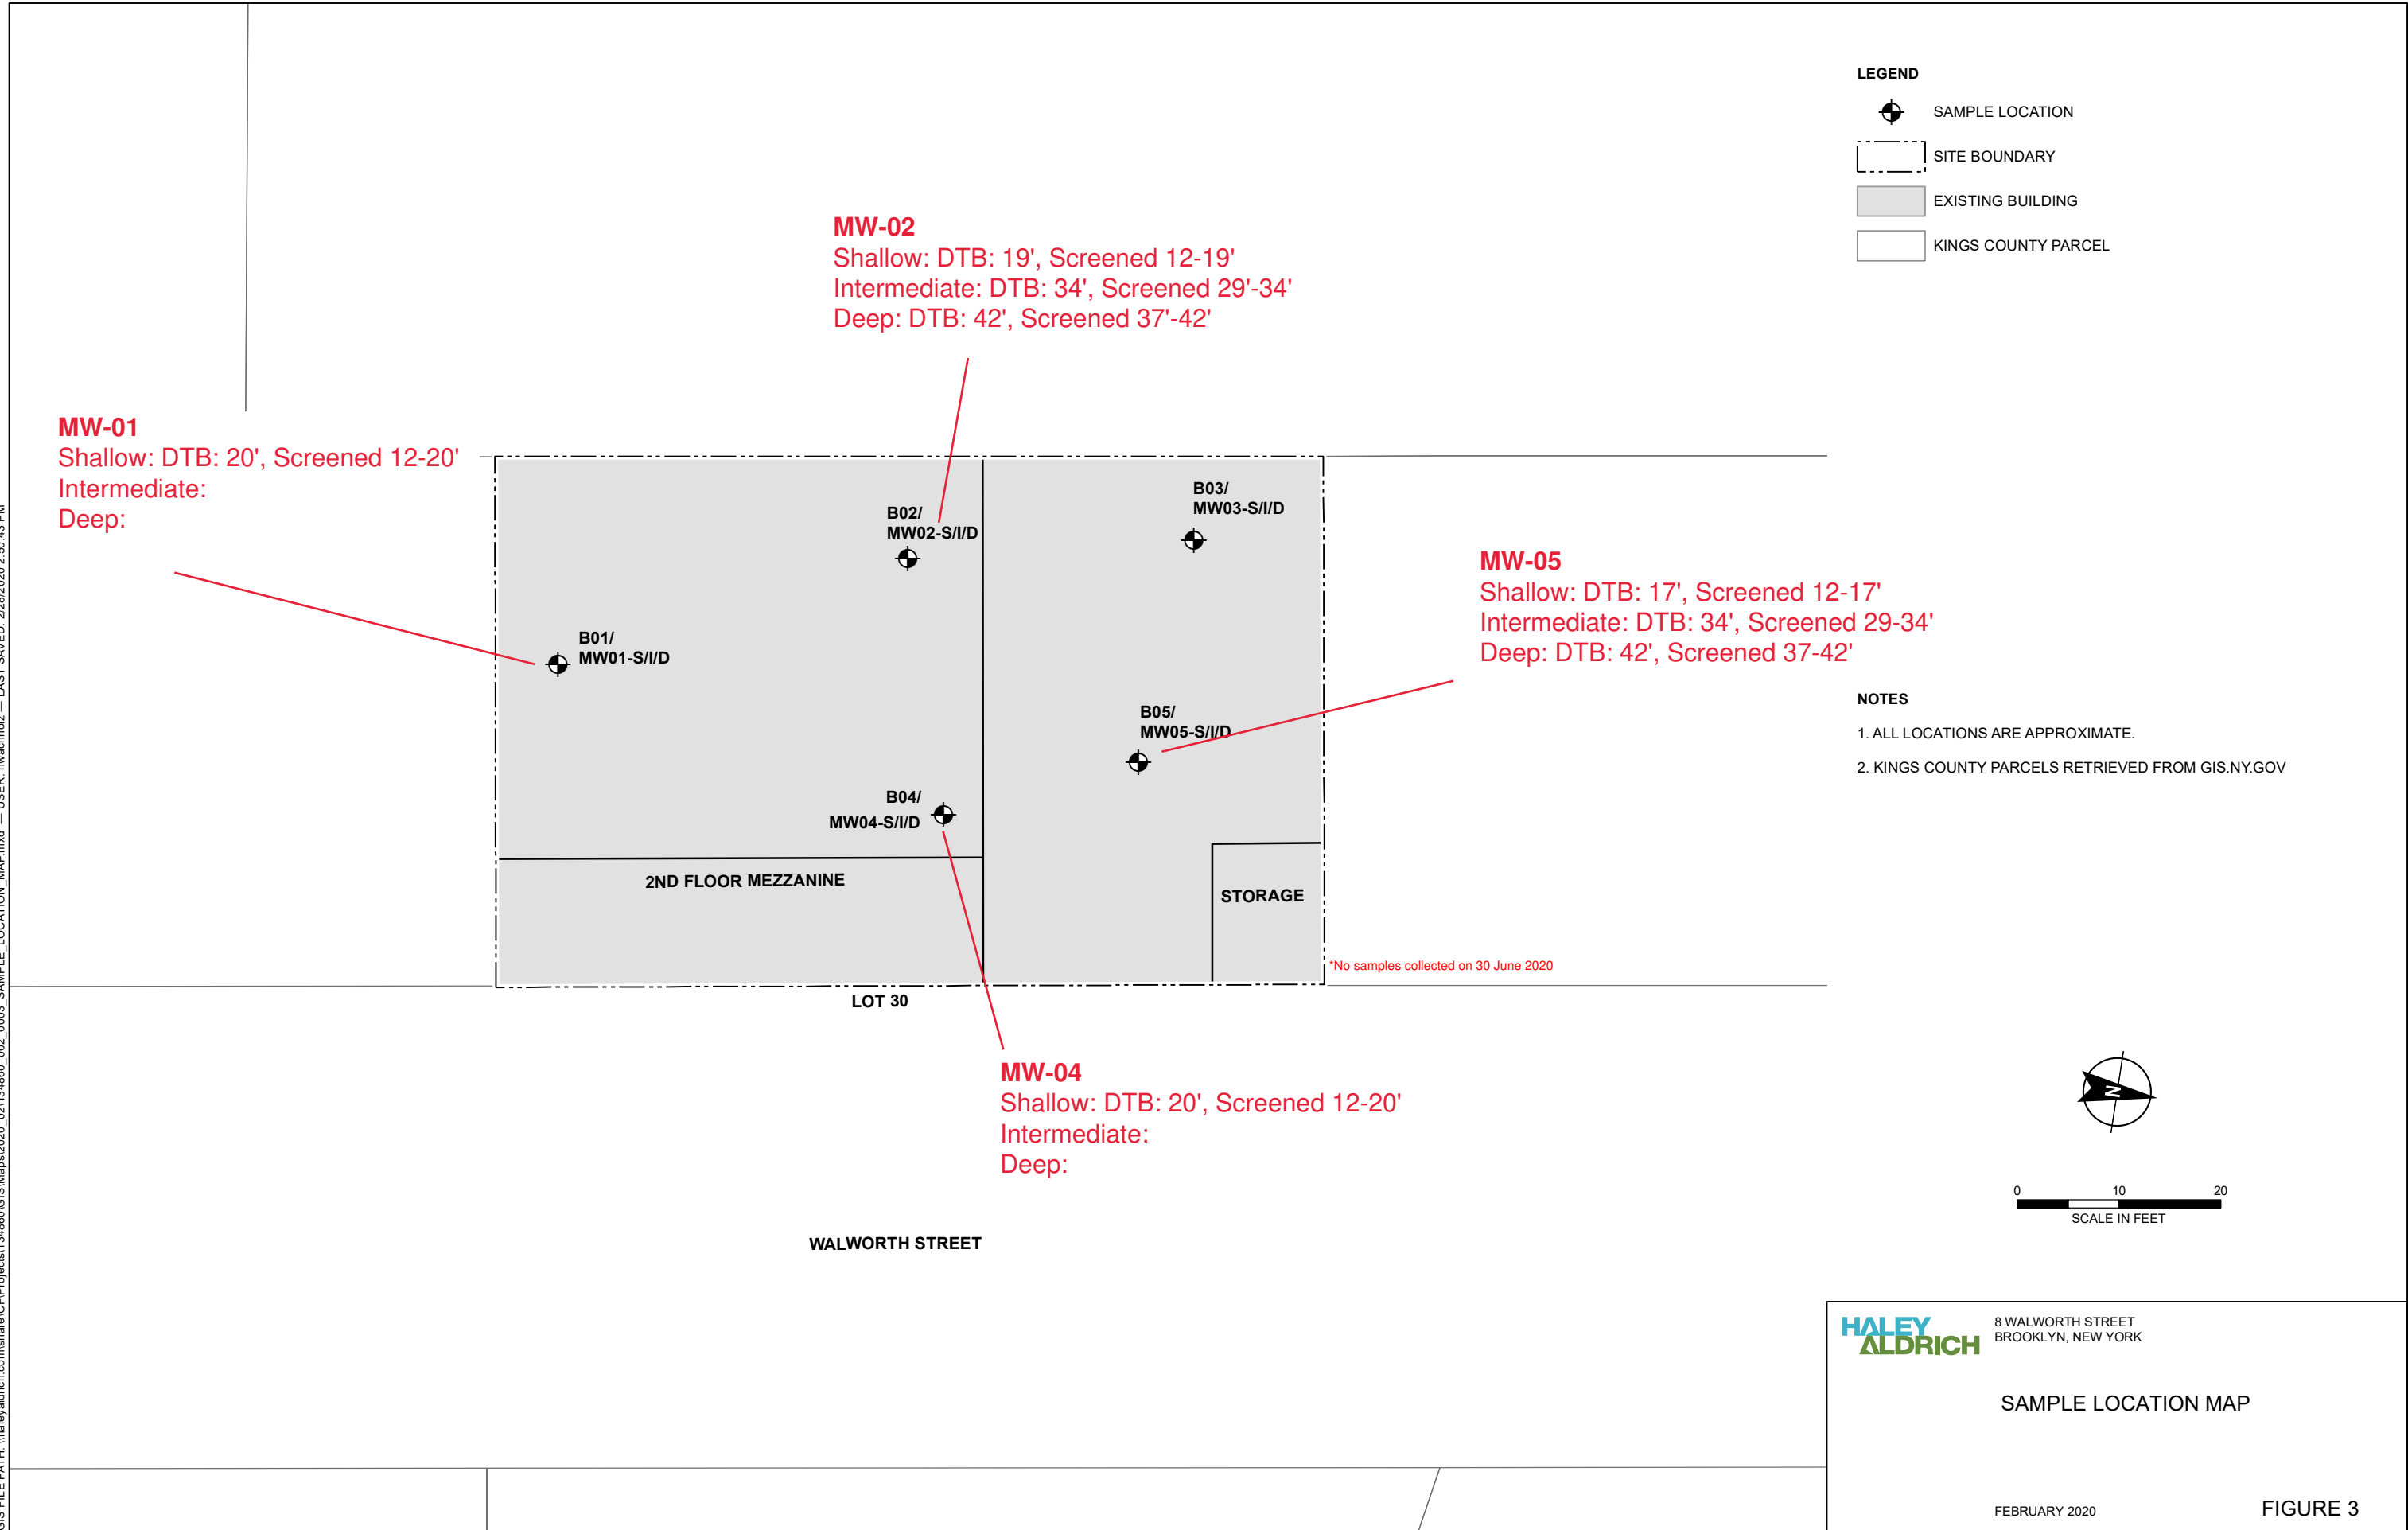 LEGEND
SAMPLE LOCATION
SITE BOUNDARY
EXISTING BUILDING
KINGS COUNTY PARCEL
MW-02
Shallow: DTB: 19', Screened 12-19'
Intermediate: DTB: 34', Screened 29'-34'
Deep: DTB: 42', Screened 37'-42'
MW-01
Shallow: DTB: 20', Screened 12-20'
Intermediate:
Deep:
B03/
MW03-S/I/D
B02/
MW02-S/I/D
MW-05
Shallow: DTB: 17', Screened 12-17'
Intermediate: DTB: 34', Screened 29-34'
Deep: DTB: 42', Screened 37-42'
B01/
MW01-S/I/D
B05/
MW05-S/I/D
NOTES
1. ALL LOCATIONS ARE APPROXIMATE.
2. KINGS COUNTY PARCELS RETRIEVED FROM GIS.NY.GOV
B04/
MW04-S/I/D
2ND FLOOR MEZZANINE
STORAGE
*No samples collected on 30 June 2020
LOT 30
MW-04
Shallow: DTB: 20', Screened 12-20'
Intermediate:
Deep:
N
0 10 20
SCALE IN FEET
WALWORTH STREET
HALEY
ALDRICH
8 WALWORTH STREET
BROOKLYN, NEW YORK
SAMPLE LOCATION MAP
FEBRUARY 2020
FIGURE 3